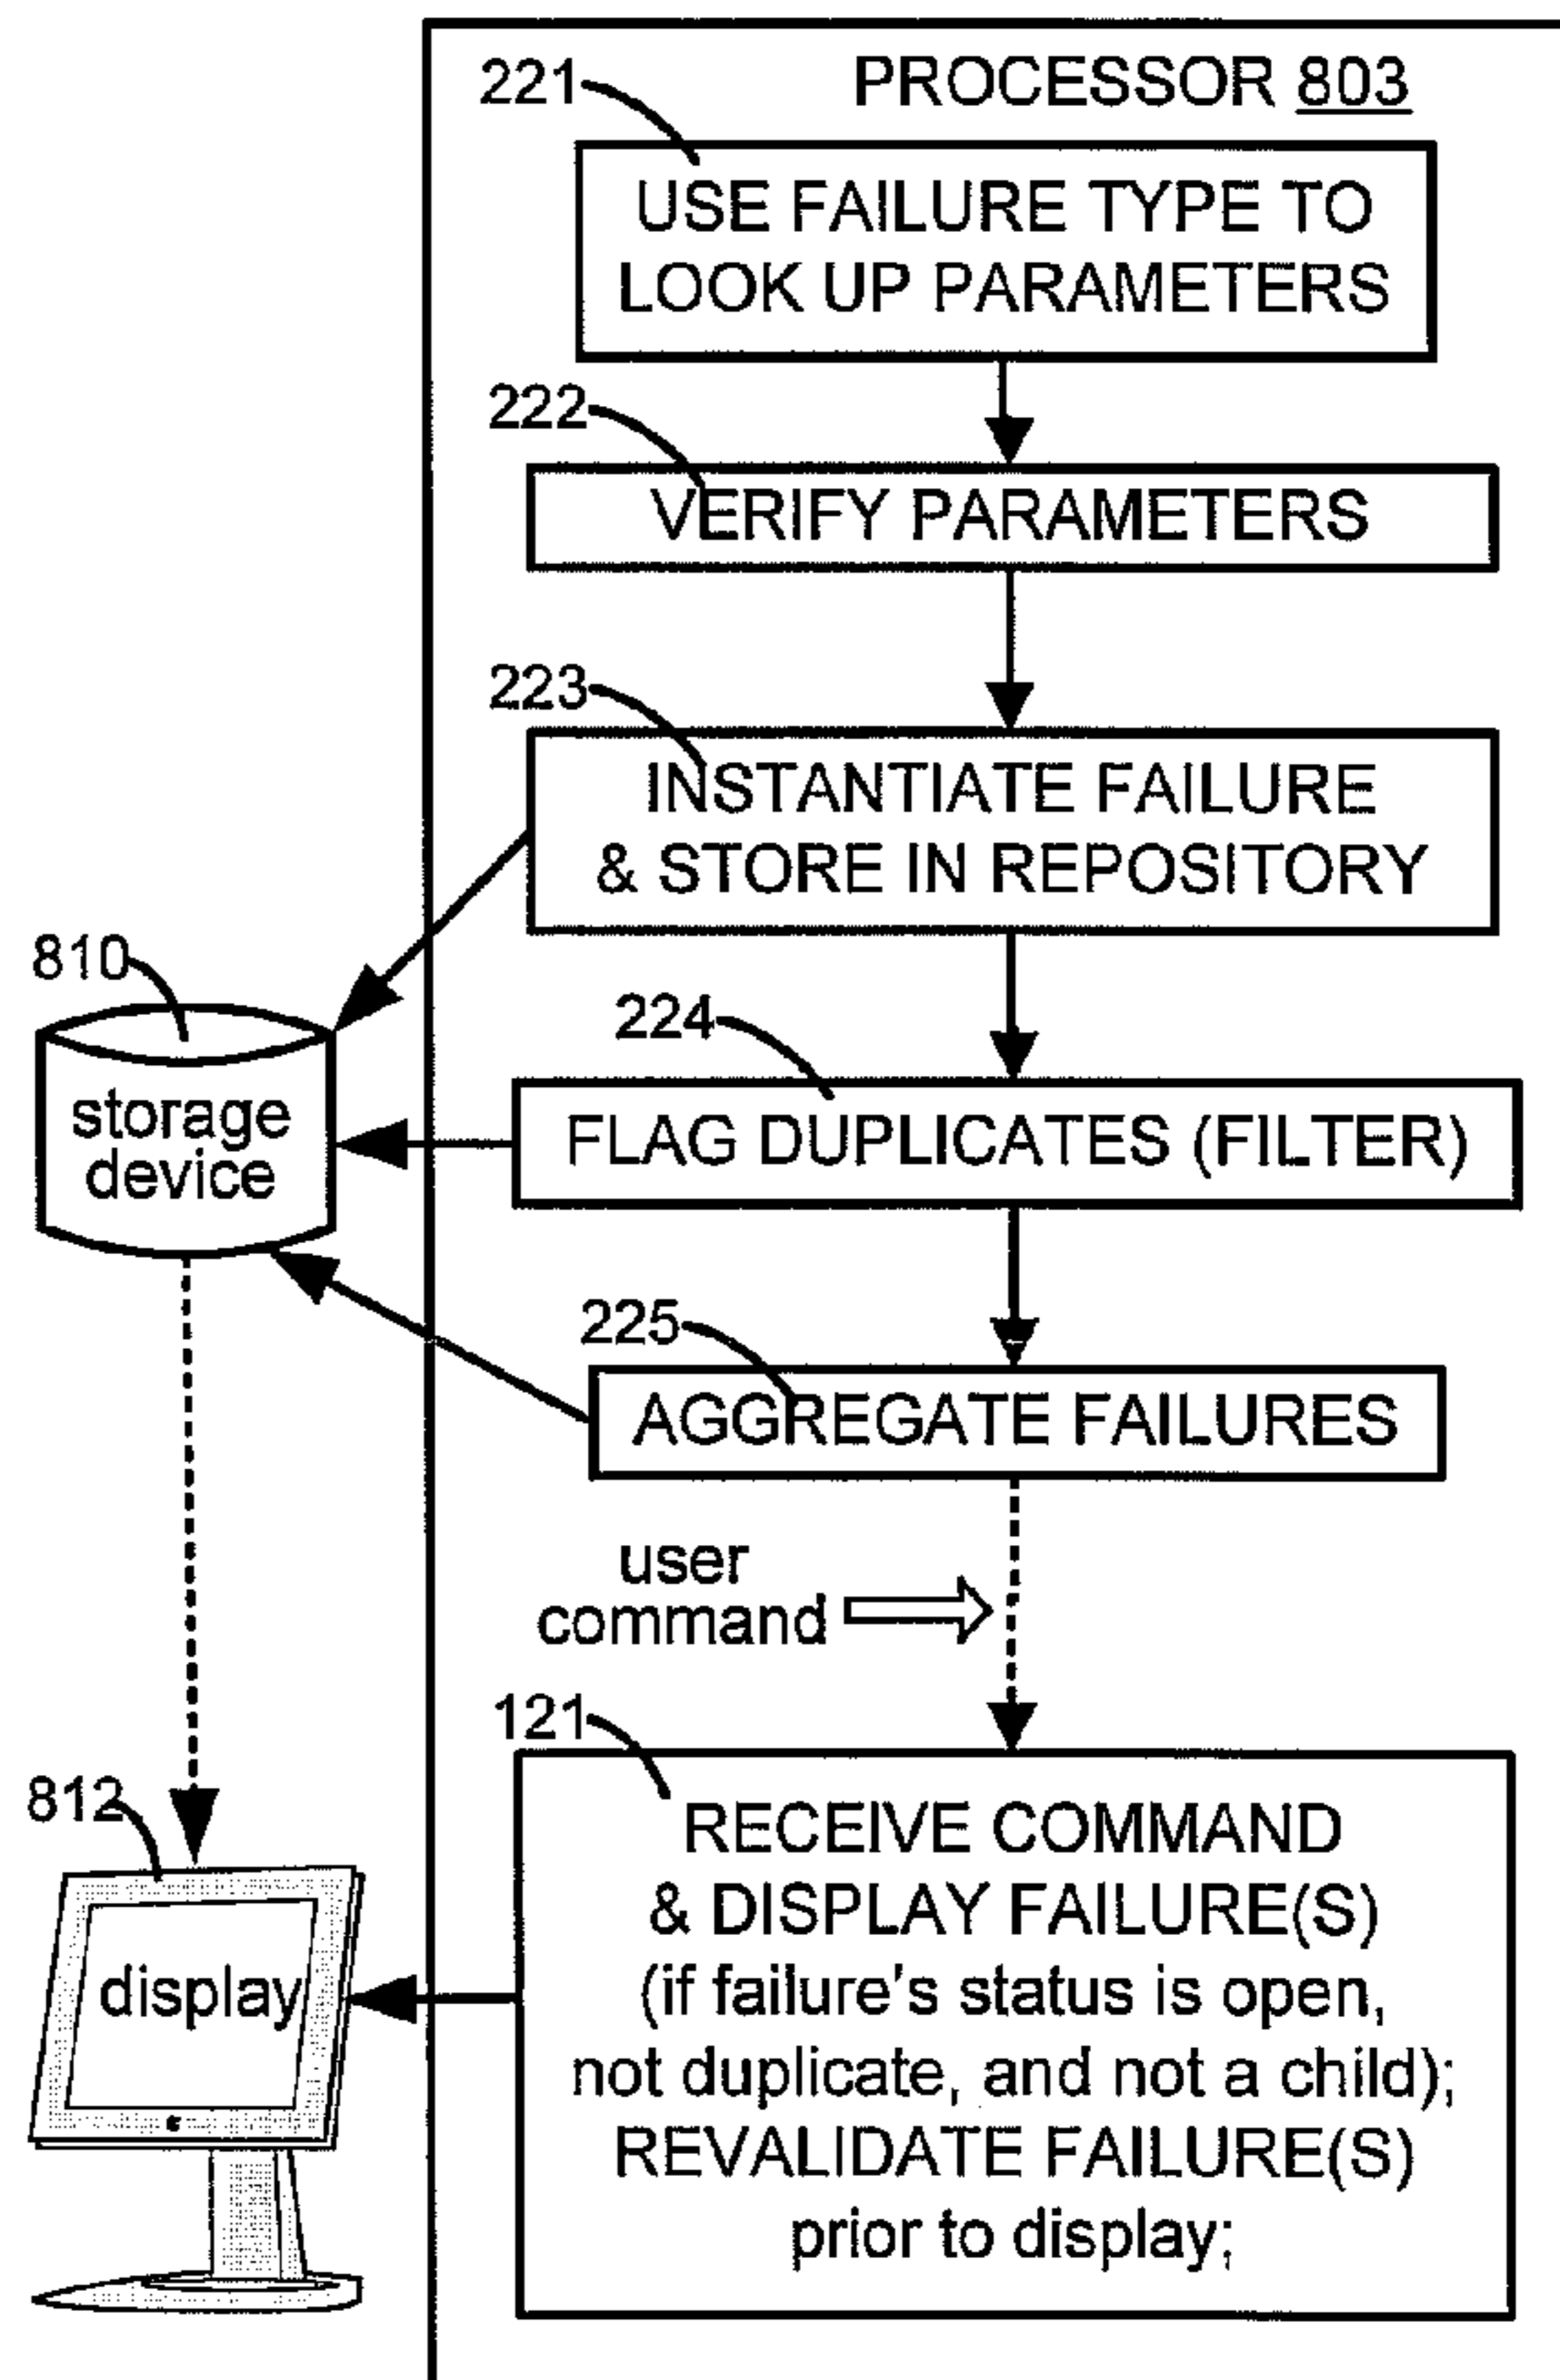 PROCESSOR 803
221
USE FAILURE TYPE TO
LOOK UP PARAMETERS
222
VERIFY PARAMETERS
223
INSTANTIATE FAILURE
& STORE IN REPOSITORY
810
storage
device
224
FLAG DUPLICATES (FILTER)
225
AGGREGATE FAILURES
user
command
121
RECEIVE COMMAND
& DISPLAY FAILURE(S)
(if failure's status is open,
not duplicate, and not a child);
REVALIDATE FAILURE(S)
prior to display;
812
display